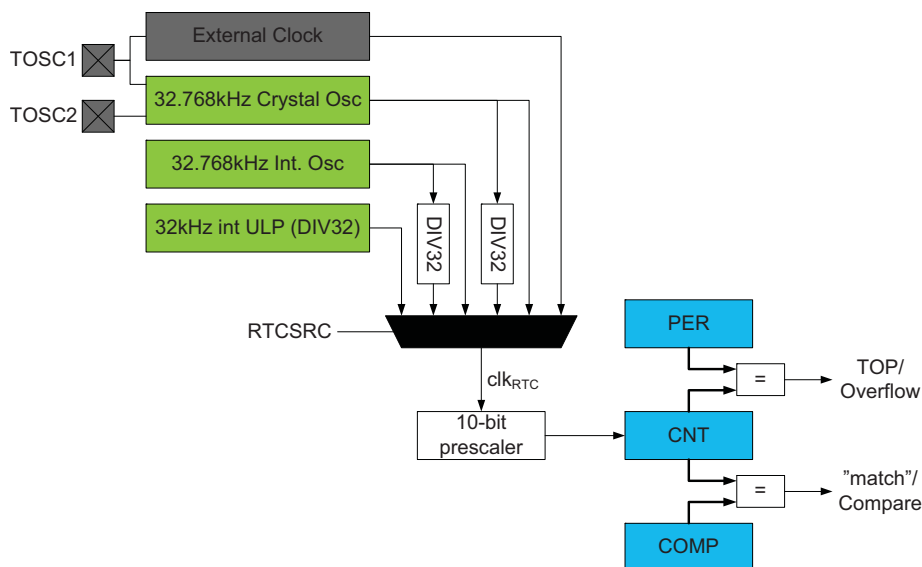 External Clock
TOSC1
32.768kHz Crystal Osc
TOSC2
32.768kHz Int. Osc
32kHz int ULP (DIV32)
DIV32
DIV32
RTCSRC
PER
clkRTC
=
TOP/
Overflow
10-bit
prescaler
CNT
=
"match"/
Compare
COMP